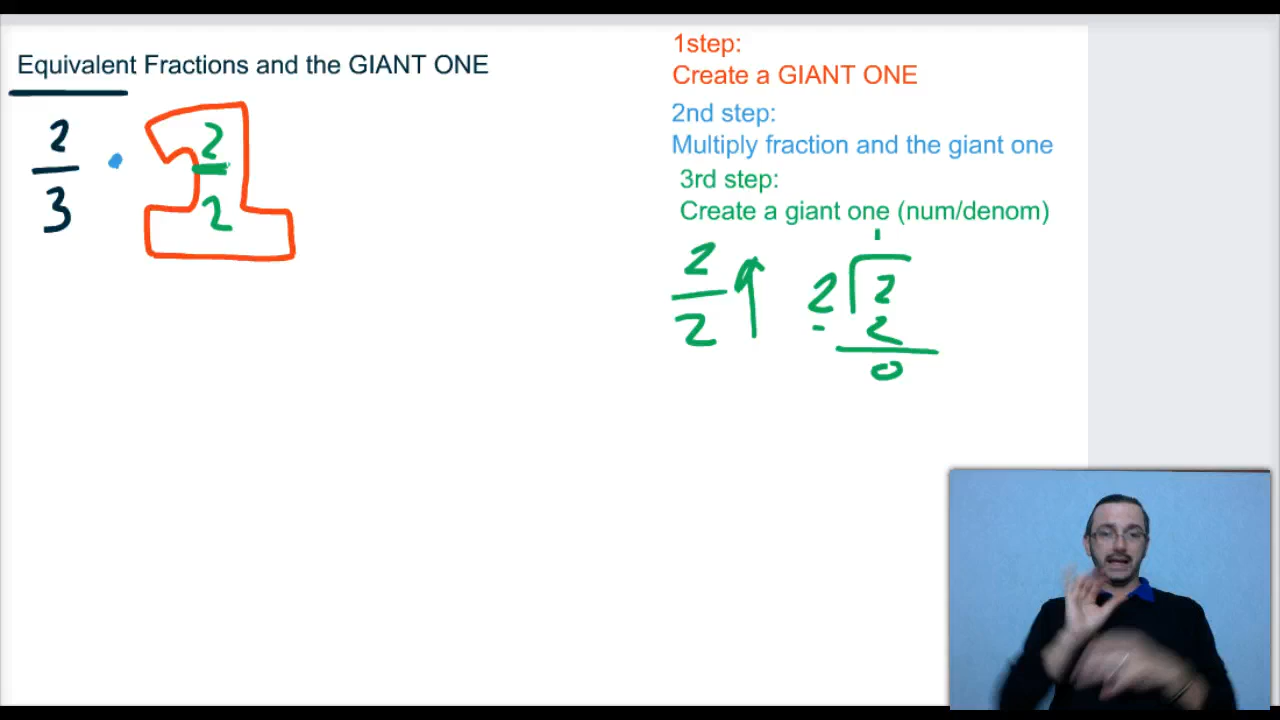 Equivalent Fractions and the GIANT ONE
2
3
·
2
2
1step:
Create a GIANT ONE
2nd step:
Multiply fraction and the giant one
3rd step:
Create a giant one (num/denom)
2
2
1
2 2
2
0